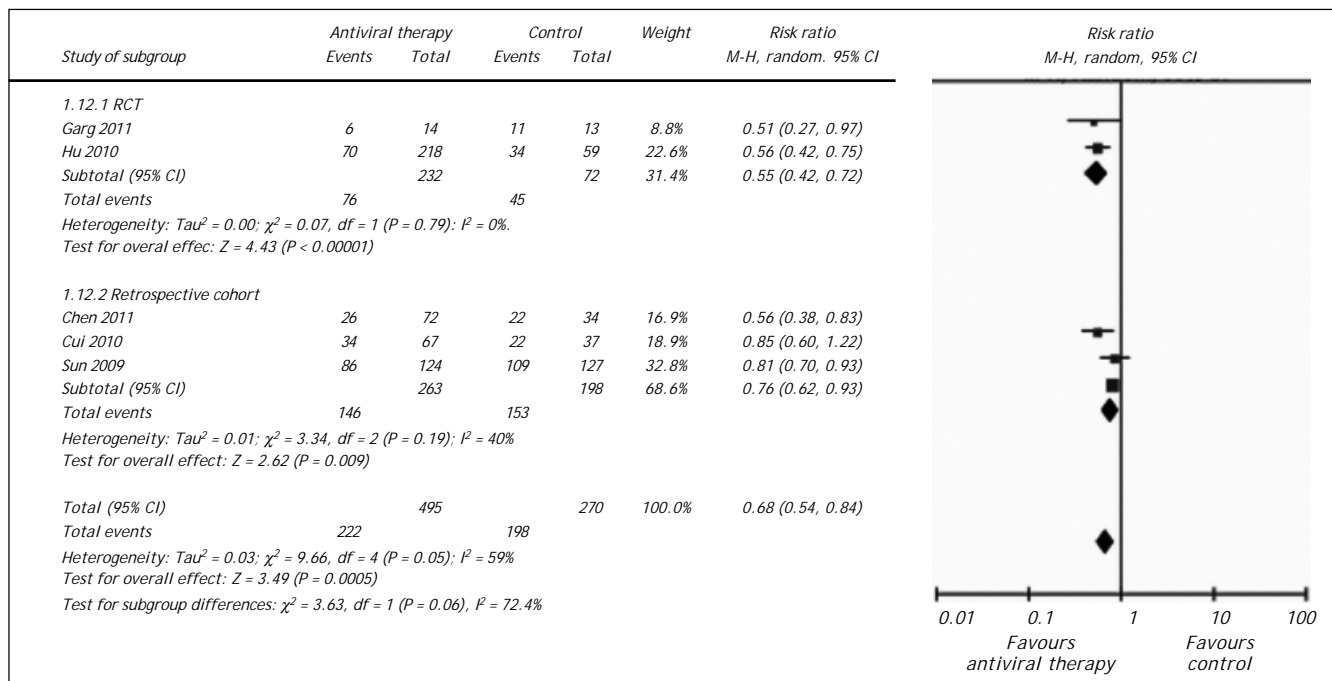 Antiviral therapy Control Weight Risk ratio Risk ratio
Study of subgroup Events Total Events Total M-H, random. 95% CI M-H, random, 95% CI
1.12.1 RCT
Garg 2011 6 14 11 13 8.8% 0.51 (0.27, 0.97)
Hu 2010 70 218 34 59 22.6% 0.56 (0.42, 0.75)
Subtotal (95% CI) 232 72 31.4% 0.55 (0.42, 0.72)
Total events 76 45
Heterogeneity: Tau² = 0.00; χ² = 0.07, df = 1 (P = 0.79): I² = 0%.
Test for overal effec: Z = 4.43 (P < 0.00001)
1.12.2 Retrospective cohort
Chen 2011 26 72 22 34 16.9% 0.56 (0.38, 0.83)
Cui 2010 34 67 22 37 18.9% 0.85 (0.60, 1.22)
Sun 2009 86 124 109 127 32.8% 0.81 (0.70, 0.93)
Subtotal (95% CI) 263 198 68.6% 0.76 (0.62, 0.93)
Total events 146 153
Heterogeneity: Tau² = 0.01; χ² = 3.34, df = 2 (P = 0.19); I² = 40%
Test for overall effect: Z = 2.62 (P = 0.009)
Total (95% CI) 495 270 100.0% 0.68 (0.54, 0.84)
Total events 222 198
Heterogeneity: Tau² = 0.03; χ² = 9.66, df = 4 (P = 0.05); I² = 59%
Test for overall effect: Z = 3.49 (P = 0.0005)
Test for subgroup differences: χ² = 3.63, df = 1 (P = 0.06), I² = 72.4%
0.01 0.1 1 10 100
Favours Favours
antiviral therapy control